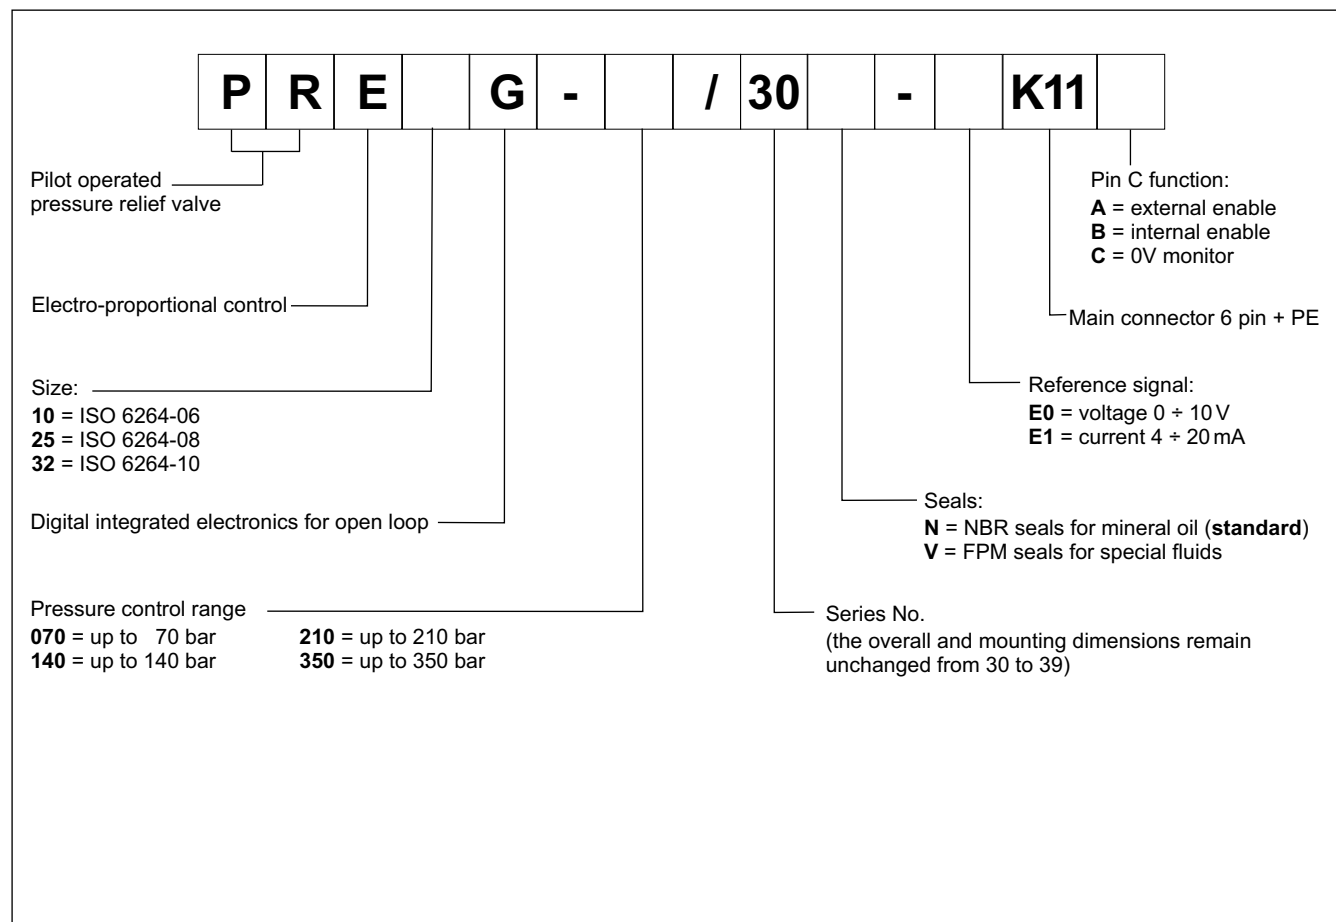 P R E G - / 30 - K11
Pilot operated
pressure relief valve
Electro-proportional control
Size:
10 = ISO 6264-06
25 = ISO 6264-08
32 = ISO 6264-10
Digital integrated electronics for open loop
Pressure control range
070 = up to 70 bar 210 = up to 210 bar
140 = up to 140 bar 350 = up to 350 bar
Pin C function:
A = external enable
B = internal enable
C = 0V monitor
Main connector 6 pin + PE
Reference signal:
E0 = voltage 0 ÷ 10 V
E1 = current 4 ÷ 20 mA
Seals:
N = NBR seals for mineral oil (standard)
V = FPM seals for special fluids
Series No.
(the overall and mounting dimensions remain
unchanged from 30 to 39)